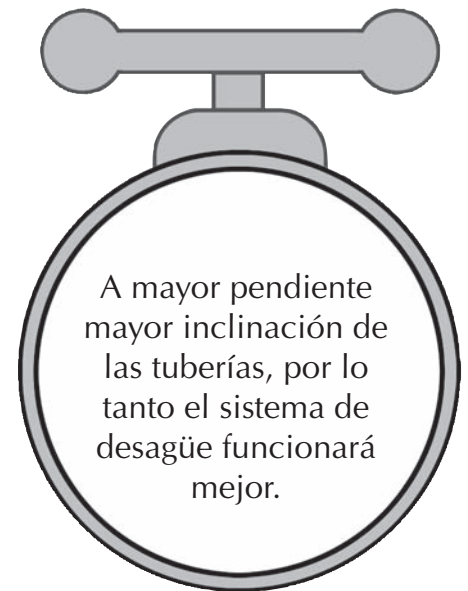 A mayor pendiente
mayor inclinación de
las tuberías, por lo
tanto el sistema de
desagüe funcionará
mejor.